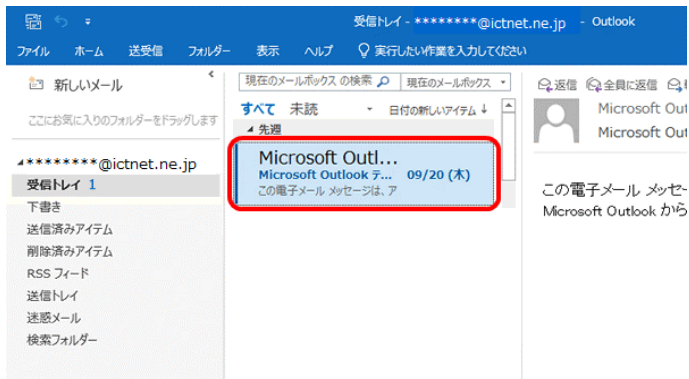 受信トレイ - ********@ictnet.ne.jp - Outlook
ファイル ホーム 送受信 フォルダー 表示 ヘルプ 実行したい作業を入力してください
新しいメール
ここにお気に入りのフォルダーをドラッグします
********@ictnet.ne.jp
受信トレイ 1
下書き
送信済みアイテム
削除済みアイテム
RSS フィード
送信トレイ
迷惑メール
検索フォルダー
現在のメールボックス の検索 現在のメールボックス
すべて 未読 日付の新しいアイテム↓
先週
Microsoft Outl...
Microsoft Outlook テ... 09/20 (木)
この電子メール メッセージは、ア
返信 全員に返信
Microsoft Out
Microsoft Out
この電子メール メッセー
Microsoft Outlook から